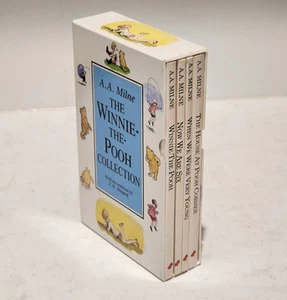 A.A. Milne
THE
WINNIE-
THE-
POOH
COLLECTION
A.A. MILNE WINNIE-THE-POOH
A.A. MILNE NOW WE ARE SIX
A.A. MILNE WHEN WE WERE VERY YOUNG
A.A. MILNE THE HOUSE AT POOH CORNER